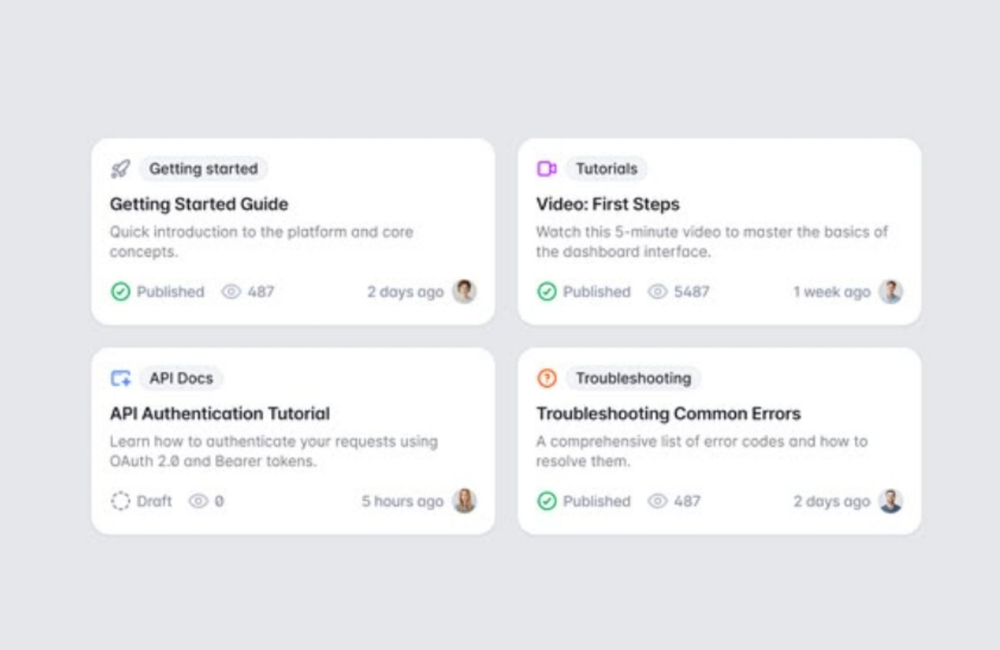 Getting started
Getting Started Guide
Quick introduction to the platform and core
concepts.
Published 487 2 days ago
Tutorials
Video: First Steps
Watch this 5-minute video to master the basics of
the dashboard interface.
Published 5487 1 week ago
API Docs
API Authentication Tutorial
Learn how to authenticate your requests using
OAuth 2.0 and Bearer tokens.
Draft 0 5 hours ago
Troubleshooting
Troubleshooting Common Errors
A comprehensive list of error codes and how to
resolve them.
Published 487 2 days ago